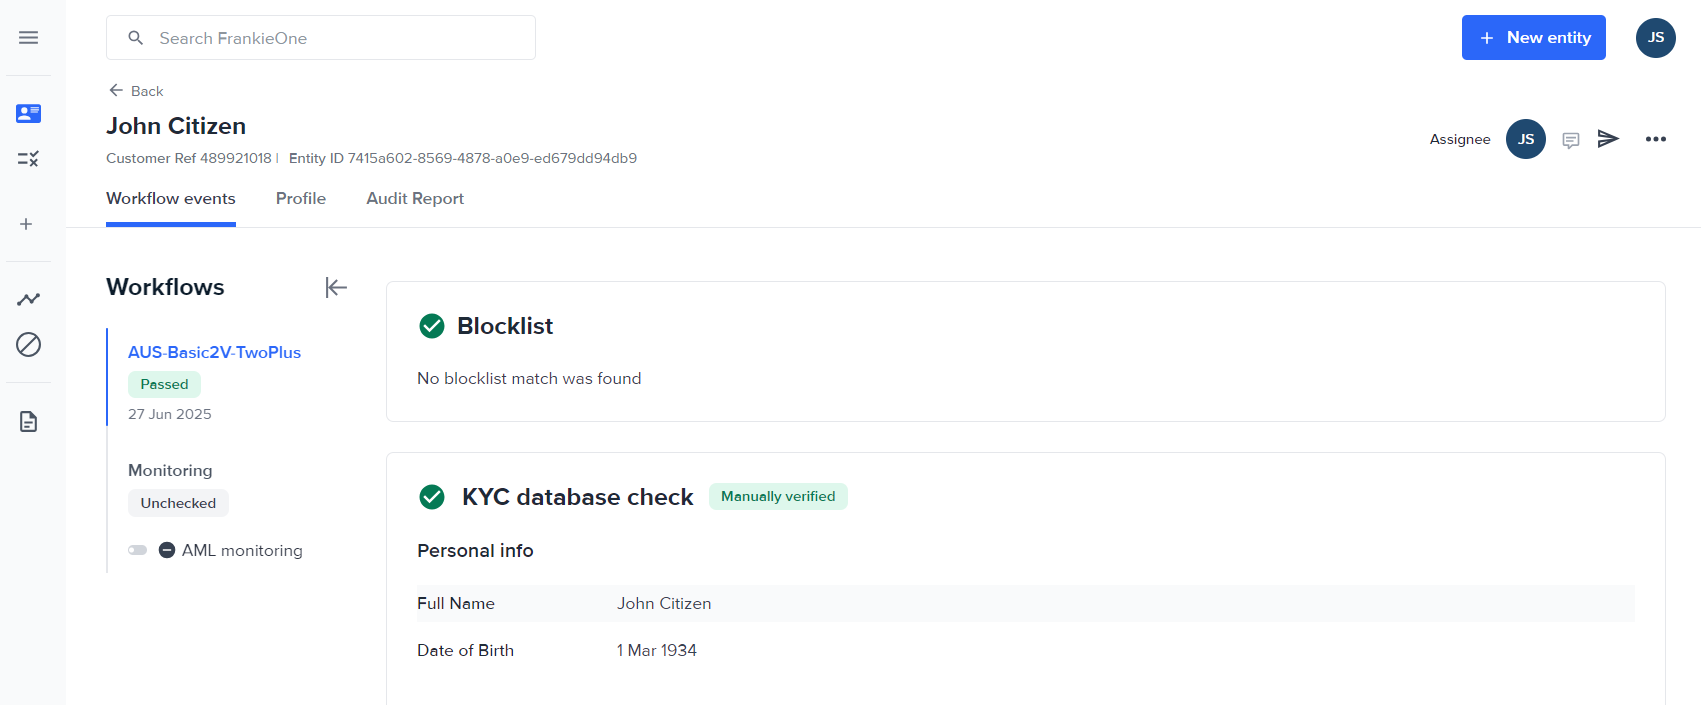 Search FrankieOne
+ New entity
JS
Back
John Citizen
Customer Ref 489921018 | Entity ID 7415a602-8569-4878-a0e9-ed679dd94db9
Assignee
JS
Workflow events
Profile
Audit Report
Workflows
AUS-Basic2V-TwoPlus
Passed
27 Jun 2025
Monitoring
Unchecked
AML monitoring
Blocklist
No blocklist match was found
KYC database check
Manually verified
Personal info
Full Name
John Citizen
Date of Birth
1 Mar 1934